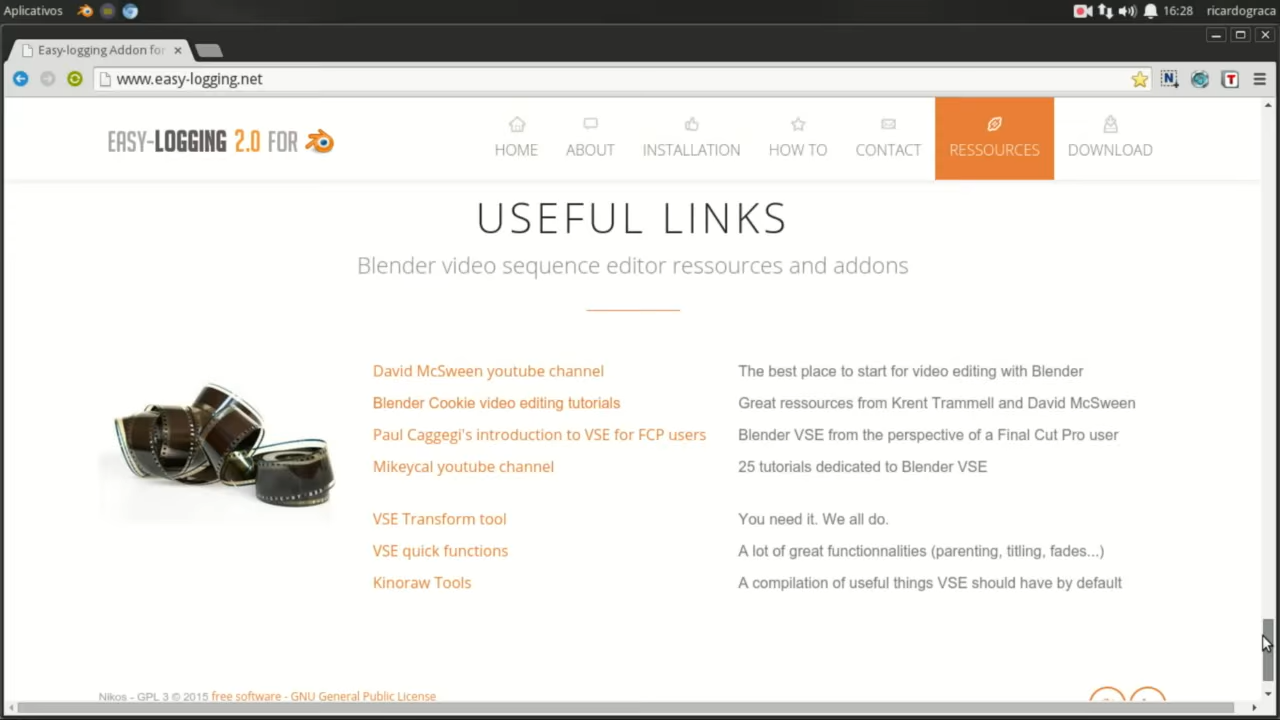 Aplicativos
16:28
ricardograca
Easy-logging Addon for
www.easy-logging.net
EASY-LOGGING 2.0 FOR
HOME
ABOUT
INSTALLATION
HOW TO
CONTACT
RESSOURCES
DOWNLOAD
USEFUL LINKS
Blender video sequence editor ressources and addons
David McSween youtube channel
The best place to start for video editing with Blender
Blender Cookie video editing tutorials
Great ressources from Krent Trammell and David McSween
Paul Caggegi's introduction to VSE for FCP users
Blender VSE from the perspective of a Final Cut Pro user
Mikeycal youtube channel
25 tutorials dedicated to Blender VSE
VSE Transform tool
You need it. We all do.
VSE quick functions
A lot of great functionnalities (parenting, titling, fades...)
Kinoraw Tools
A compilation of useful things VSE should have by default
Nikos - GPL 3 © 2015 free software - GNU General Public License